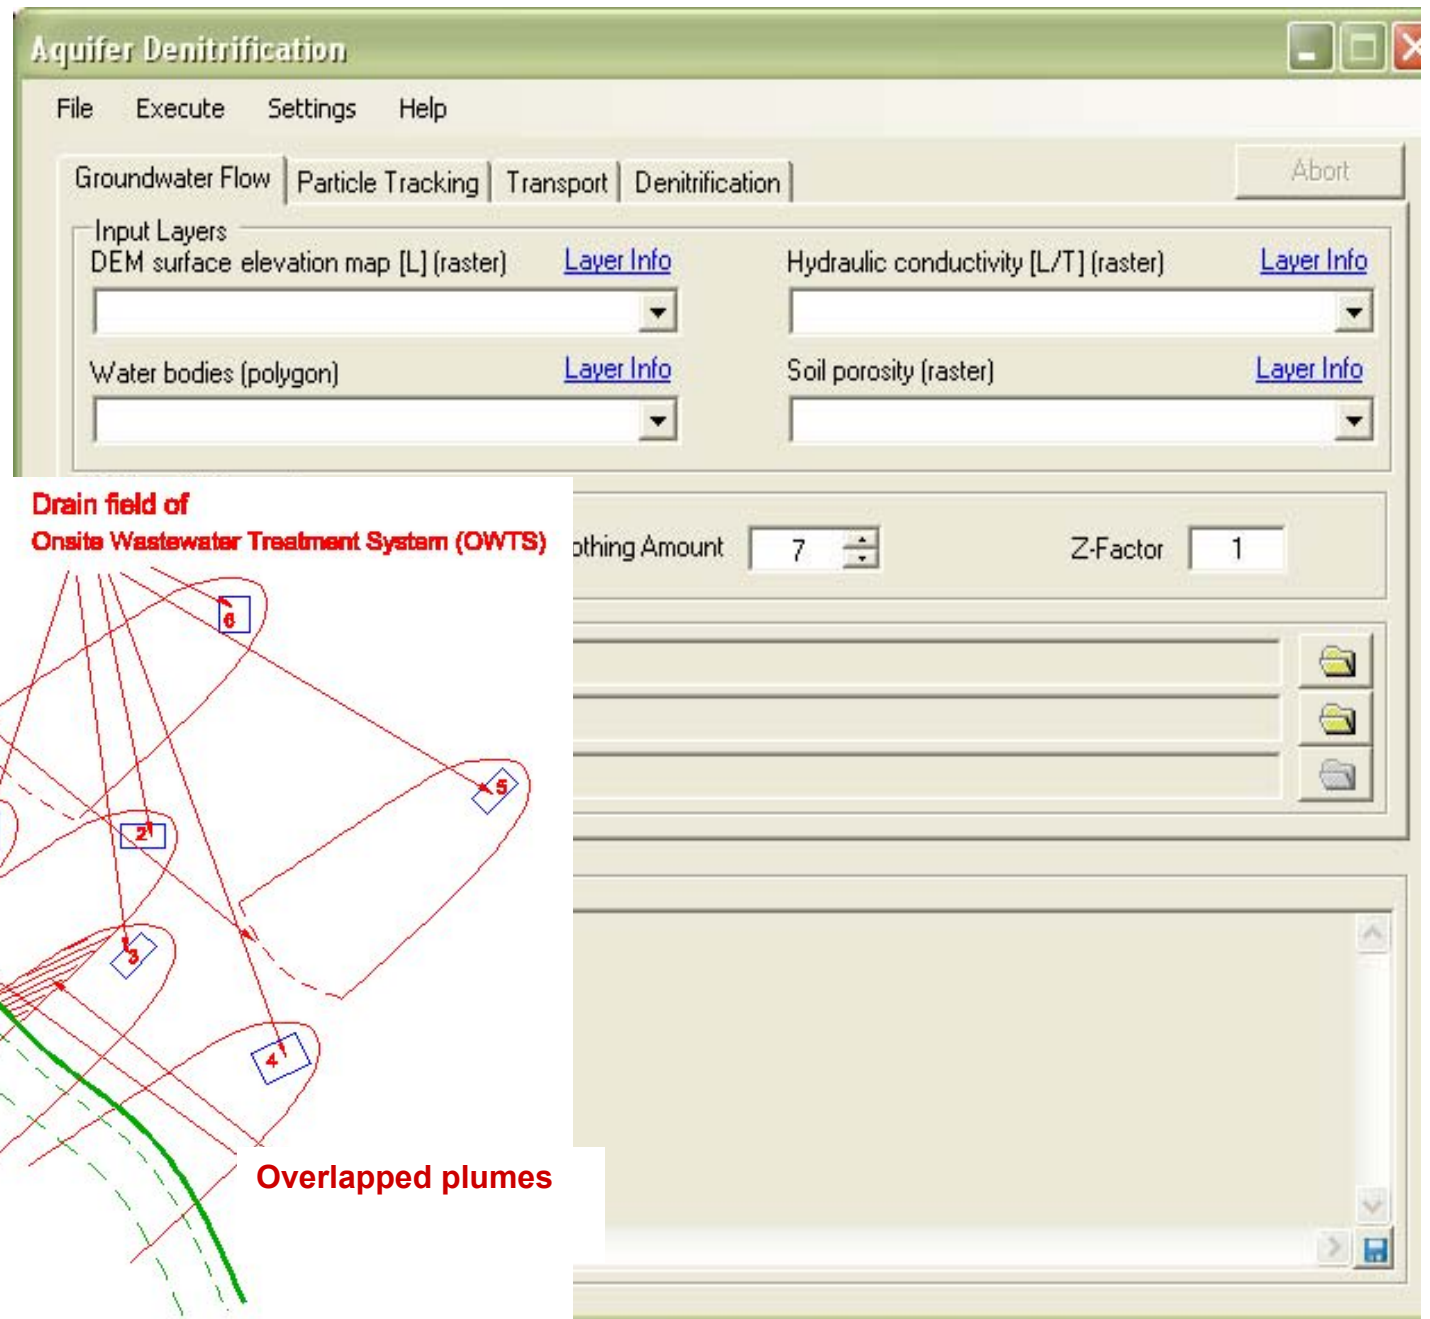 Aquifer Denitrification
File Execute Settings Help
Groundwater Flow Particle Tracking Transport Denitrification Abort
Input Layers
DEM surface elevation map [L] (raster) Layer Info Hydraulic conductivity [L/T] (raster) Layer Info
Water bodies (polygon) Layer Info Soil porosity (raster) Layer Info
Drain field of
Onsite Wastewater Treatment System (OWTS)
othing Amount 7 Z-Factor 1
6
5
2
3
4
Overlapped plumes